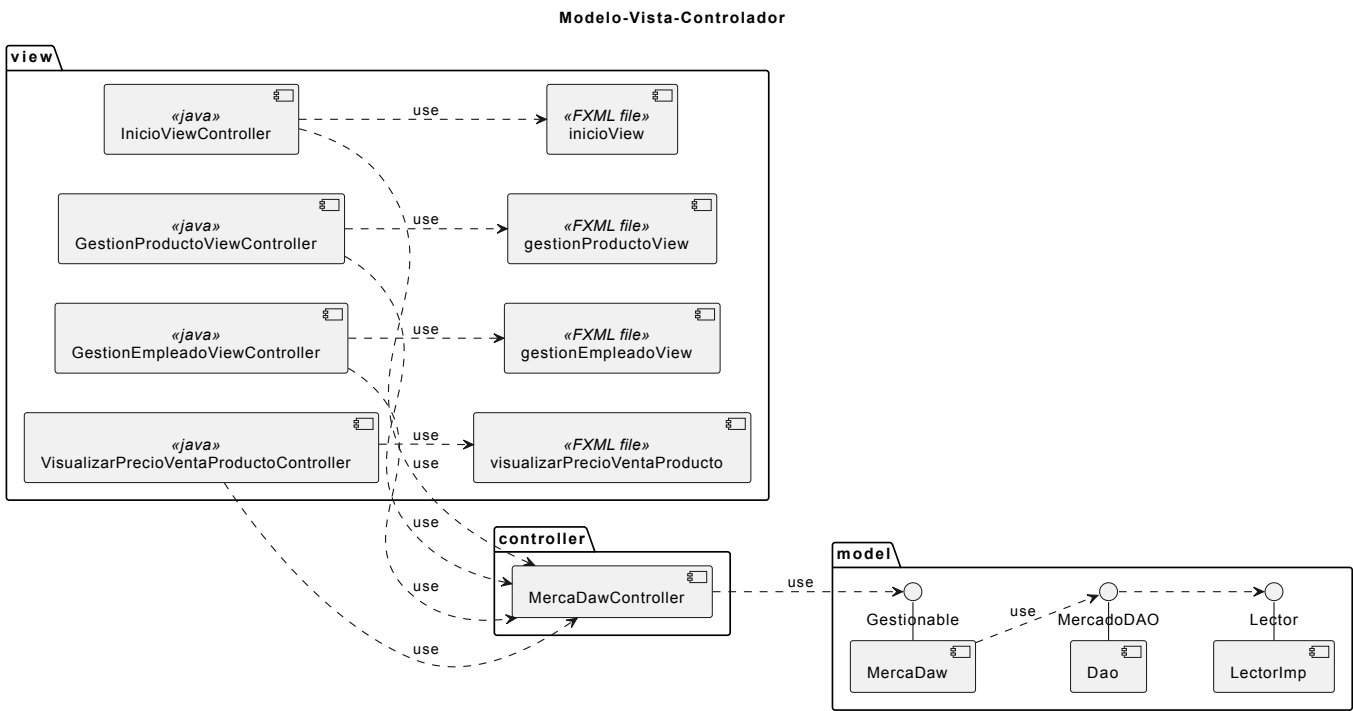 Modelo-Vista-Controlador
view
«java»
InicioViewController
use
«FXML file»
inicioView
«java»
GestionProductoViewController
use
«FXML file»
gestionProductoView
«java»
GestionEmpleadoViewController
use
«FXML file»
gestionEmpleadoView
«java»
VisualizarPrecioVentaProductoController
use
use
«FXML file»
visualizarPrecioVentaProducto
use
use
use
controller
MercaDawController
use
model
Gestionable
use
MercadoDAO
Lector
MercaDaw
Dao
LectorImp